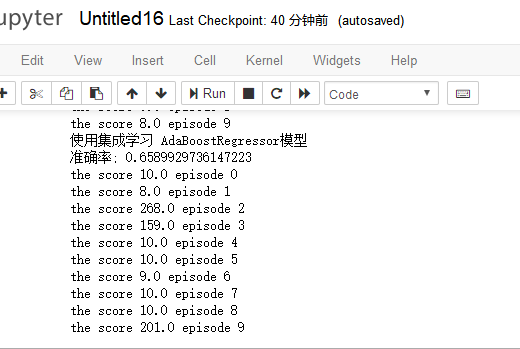 upyter Untitled16 Last Checkpoint: 40 分钟前 (autosaved)
Edit View Insert Cell Kernel Widgets Help
Run Code
the score 8.0 episode 9
使用集成学习 AdaBoostRegressor模型
准确率: 0.6589929736147223
the score 10.0 episode 0
the score 8.0 episode 1
the score 268.0 episode 2
the score 159.0 episode 3
the score 10.0 episode 4
the score 10.0 episode 5
the score 9.0 episode 6
the score 10.0 episode 7
the score 10.0 episode 8
the score 201.0 episode 9